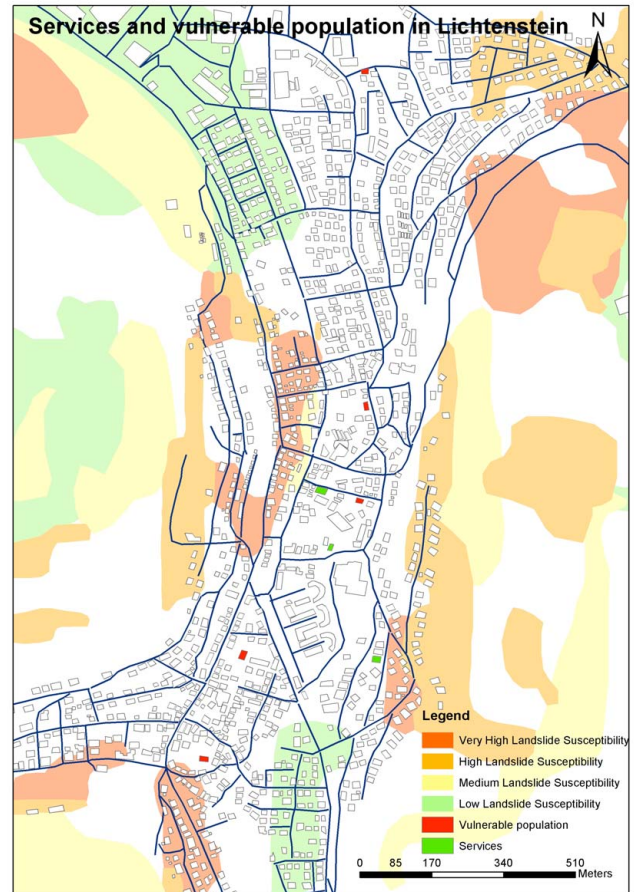 Services and vulnerable population in Lichtenstein
N
Legend
Very High Landslide Susceptibility
High Landslide Susceptibility
Medium Landslide Susceptibility
Low Landslide Susceptibility
Vulnerable population
Services
0 85 170 340 510
Meters